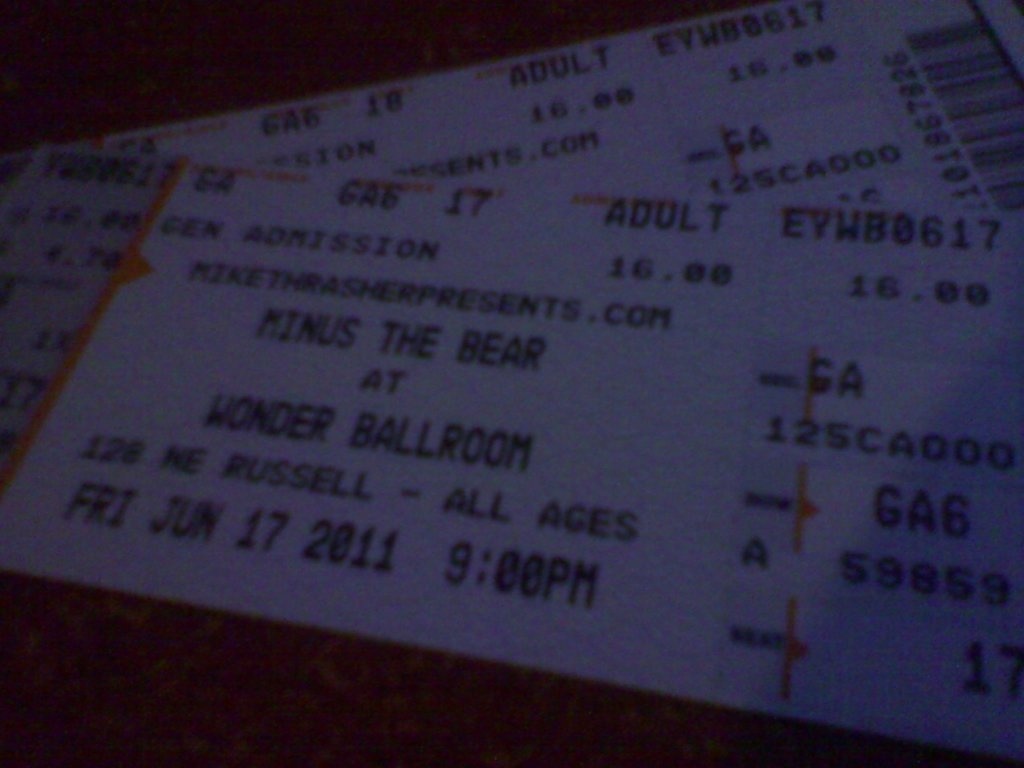 GA6 18 ADULT EYWB0617
16.00 16.00
GA
125CA000
GA GA6 17 ADULT EYWB0617
GEN ADMISSION 16.00 16.00
MIKETHRASHERPRESENTS.COM
MINUS THE BEAR GA
AT
WONDER BALLROOM 125CA000
128 NE RUSSELL - ALL AGES GA6
FRI JUN 17 2011 9:00PM A 59859
17